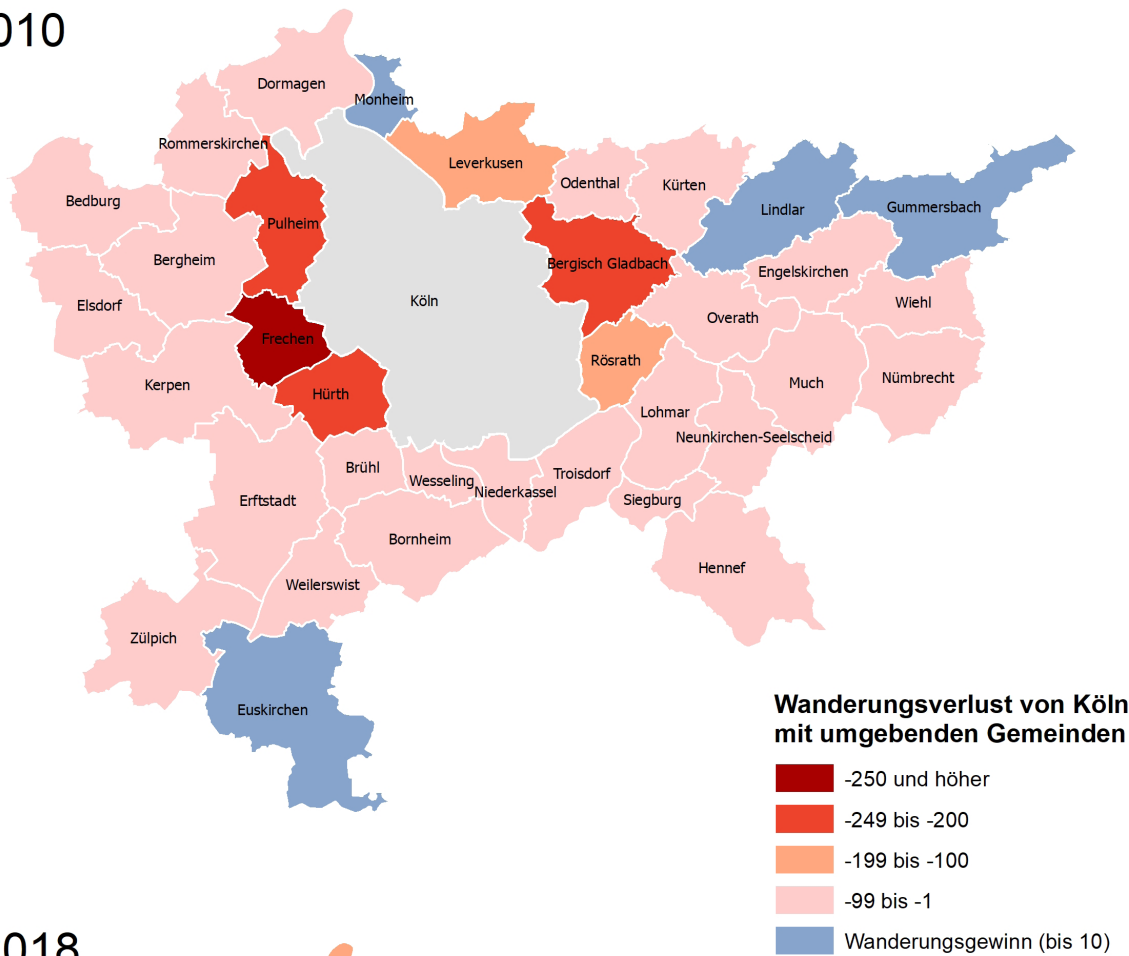 010
Dormagen
Monheim
Rommerskirchen
Leverkusen
Odenthal
Kürten
Bedburg
Lindlar
Gummersbach
Pulheim
Bergheim
Bergisch Gladbach
Engelskirchen
Köln
Elsdorf
Wiehl
Overath
Frechen
Rösrath
Kerpen
Much
Nümbrecht
Hürth
Lohmar
Neunkirchen-Seelscheid
Brühl
Wesseling
Troisdorf
Niederkassel
Erftstadt
Siegburg
Bornheim
Hennef
Weilerswist
Zülpich
Euskirchen
Wanderungsverlust von Köln
mit umgebenden Gemeinden
-250 und höher
-249 bis -200
-199 bis -100
-99 bis -1
Wanderungsgewinn (bis 10)
018